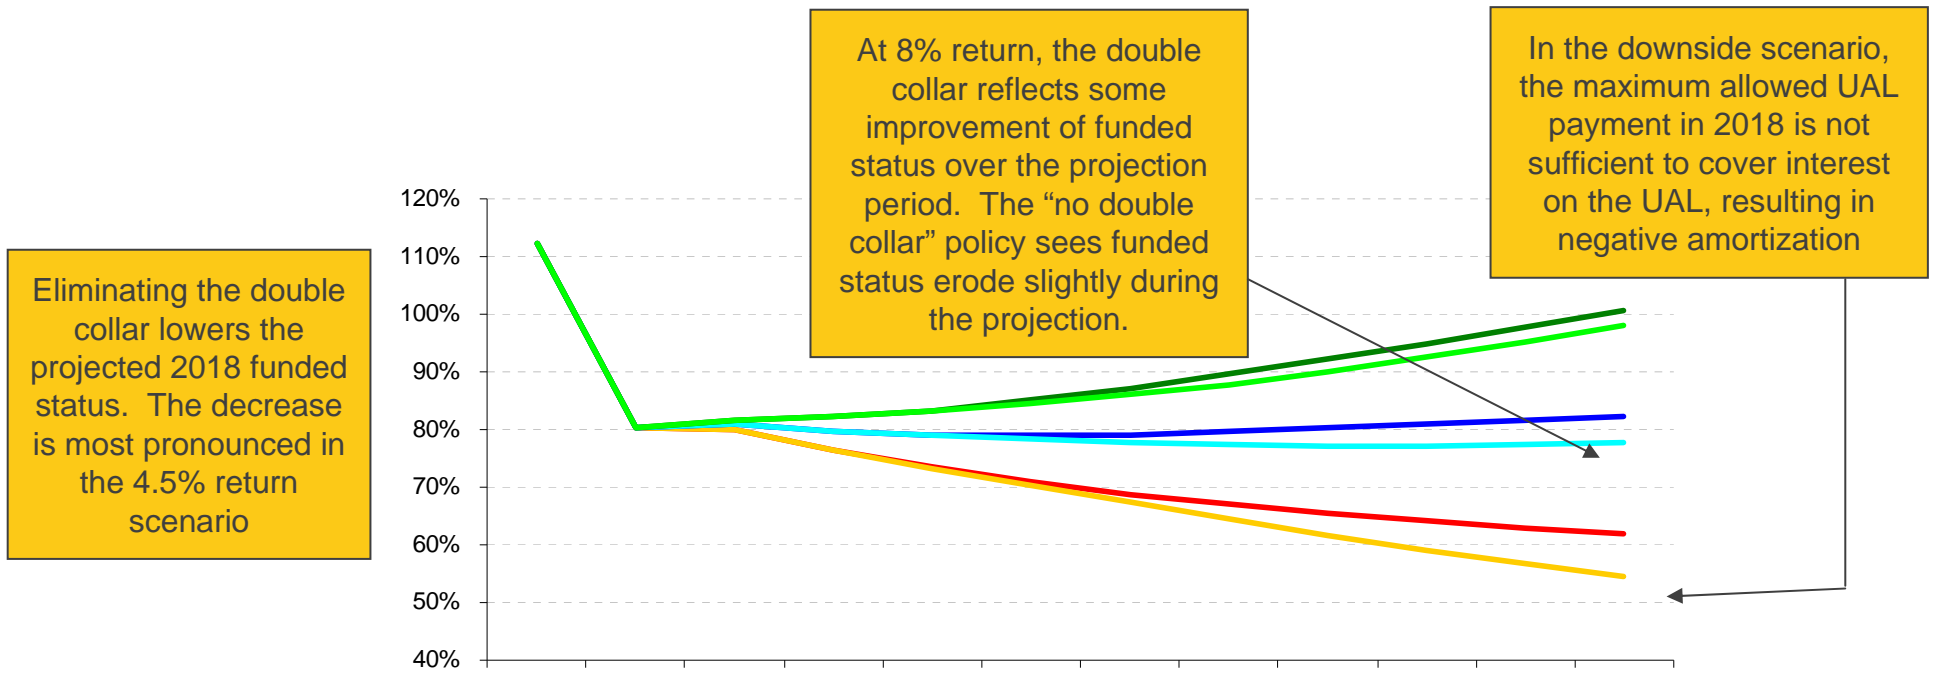 At 8% return, the double
collar reflects some
improvement of funded
status over the projection
period.  The “no double
collar” policy sees funded
status erode slightly during
the projection.
In the downside scenario,
the maximum allowed UAL
payment in 2018 is not
sufficient to cover interest
on the UAL, resulting in
negative amortization
Eliminating the double
collar lowers the
projected 2018 funded
status.  The decrease
is most pronounced in
the 4.5% return
scenario
120%
110%
100%
90%
80%
70%
60%
50%
40%